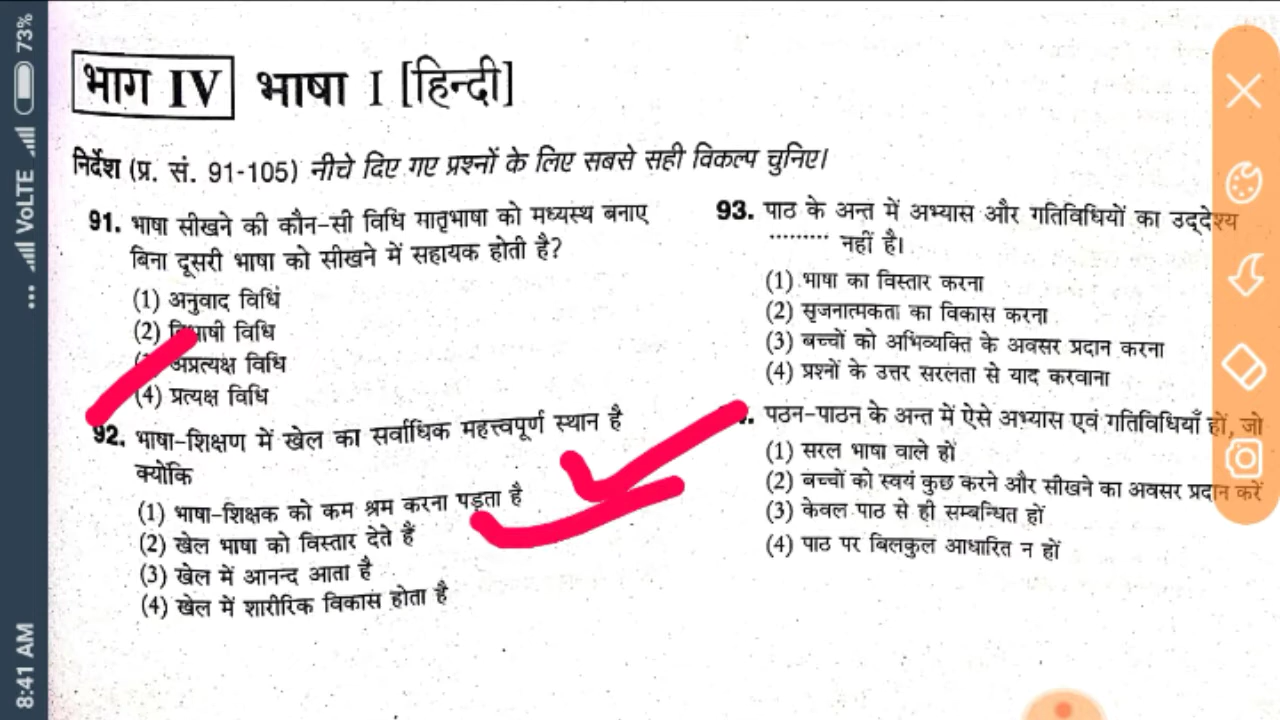 भाग IV भाषा I [हिन्दी]
निर्देश (प्र. सं. 91-105) नीचे दिए गए प्रश्नों के लिए सबसे सही विकल्प चुनिए।
91. भाषा सीखने की कौन-सी विधि मातृभाषा को मध्यस्थ बनाए
बिना दूसरी भाषा को सीखने में सहायक होती है?
(1) अनुवाद विधि
(2) विधि
अप्रत्यक्ष विधि
(4) प्रत्यक्ष विधि
92. भाषा-शिक्षण में खेल का सर्वाधिक महत्त्वपूर्ण स्थान है
क्योंकि
(1) भाषा-शिक्षक को कम श्रम करना पड़ता है
(2) खेल भाषा को विस्तार देते हैं
(3) खेल में आनन्द आता है
(4) खेल में शारीरिक विकास होता है
93. पाठ के अन्त में अभ्यास और गतिविधियों का उद्देश्य
......... नहीं है।
(1) भाषा का विस्तार करना
(2) सृजनात्मकता का विकास करना
(3) बच्चों को अभिव्यक्ति के अवसर प्रदान करना
(4) प्रश्नों के उत्तर सरलता से याद करवाना
पठन-पाठन के अन्त में ऐसे अभ्यास एवं गतिविधियाँ हों, जो
(1) सरल भाषा वाले हों
(2) बच्चों को स्वयं कुछ करने और सीखने का अवसर प्रदान करें
(3) केवल पाठ से ही सम्बन्धित हों
(4) पाठ पर बिलकुल आधारित न हों
8:41 AM
VoLTE
73%